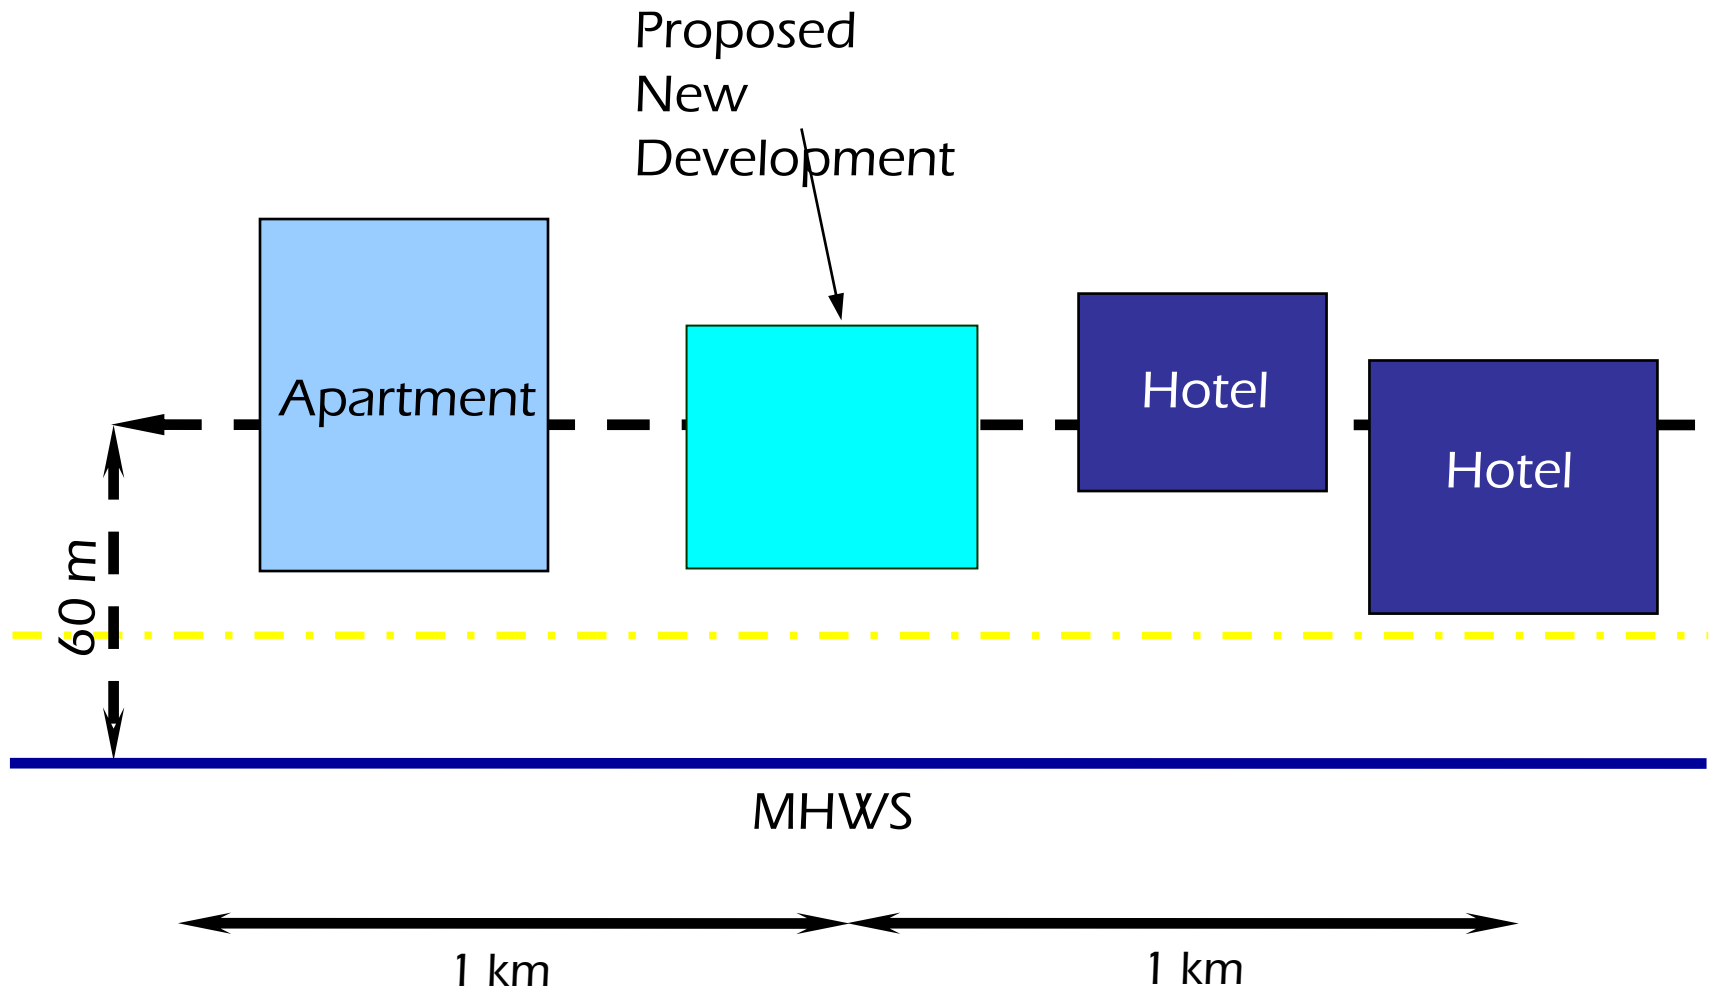 Proposed
New
Development
Apartment
Hotel
Hotel
60 m
MHWS
1 km
1 km